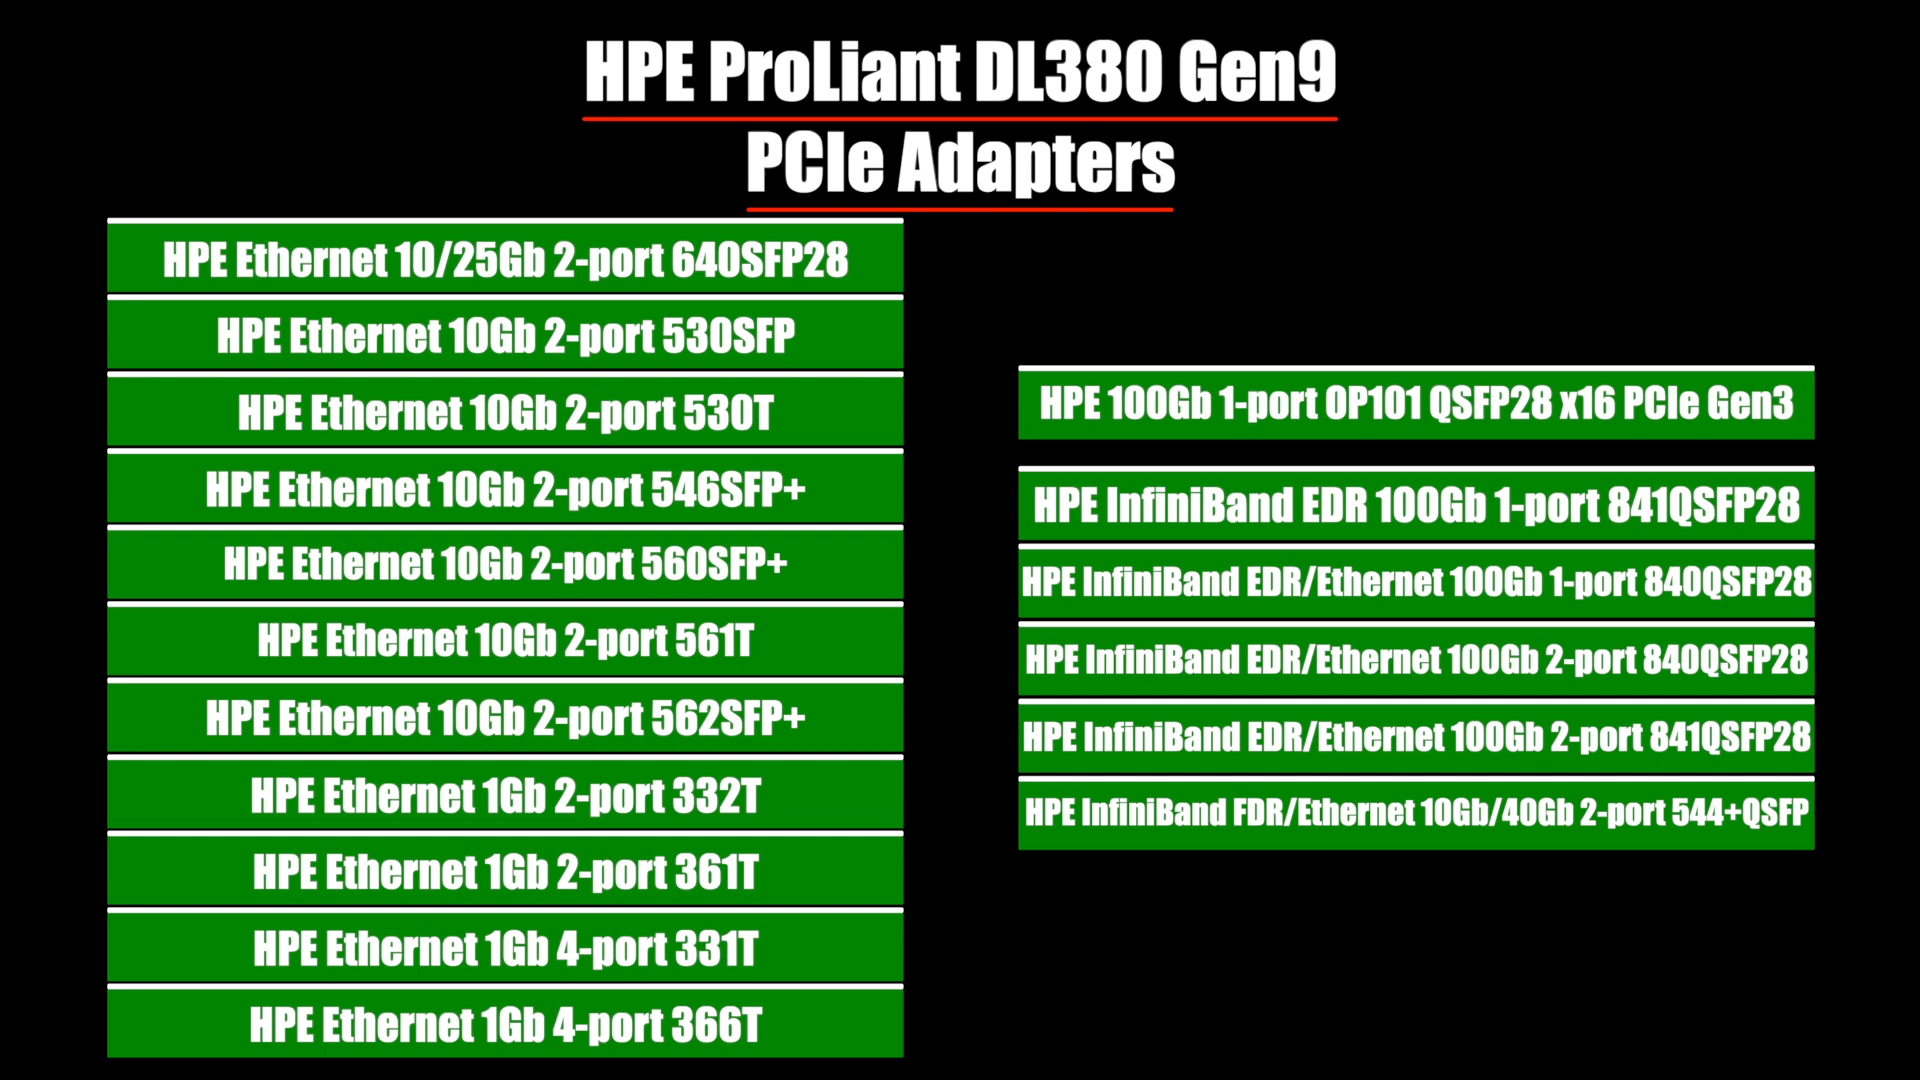 HPE ProLiant DL380 Gen9
PCIe Adapters
HPE Ethernet 10/25Gb 2-port 640SFP28
HPE Ethernet 10Gb 2-port 530SFP
HPE Ethernet 10Gb 2-port 530T
HPE Ethernet 10Gb 2-port 546SFP+
HPE Ethernet 10Gb 2-port 560SFP+
HPE Ethernet 10Gb 2-port 561T
HPE Ethernet 10Gb 2-port 562SFP+
HPE Ethernet 1Gb 2-port 332T
HPE Ethernet 1Gb 2-port 361T
HPE Ethernet 1Gb 4-port 331T
HPE Ethernet 1Gb 4-port 366T
HPE 100Gb 1-port OP101 QSFP28 x16 PCIe Gen3
HPE InfiniBand EDR 100Gb 1-port 841QSFP28
HPE InfiniBand EDR/Ethernet 100Gb 1-port 840QSFP28
HPE InfiniBand EDR/Ethernet 100Gb 2-port 840QSFP28
HPE InfiniBand EDR/Ethernet 100Gb 2-port 841QSFP28
HPE InfiniBand FDR/Ethernet 10Gb/40Gb 2-port 544+QSFP